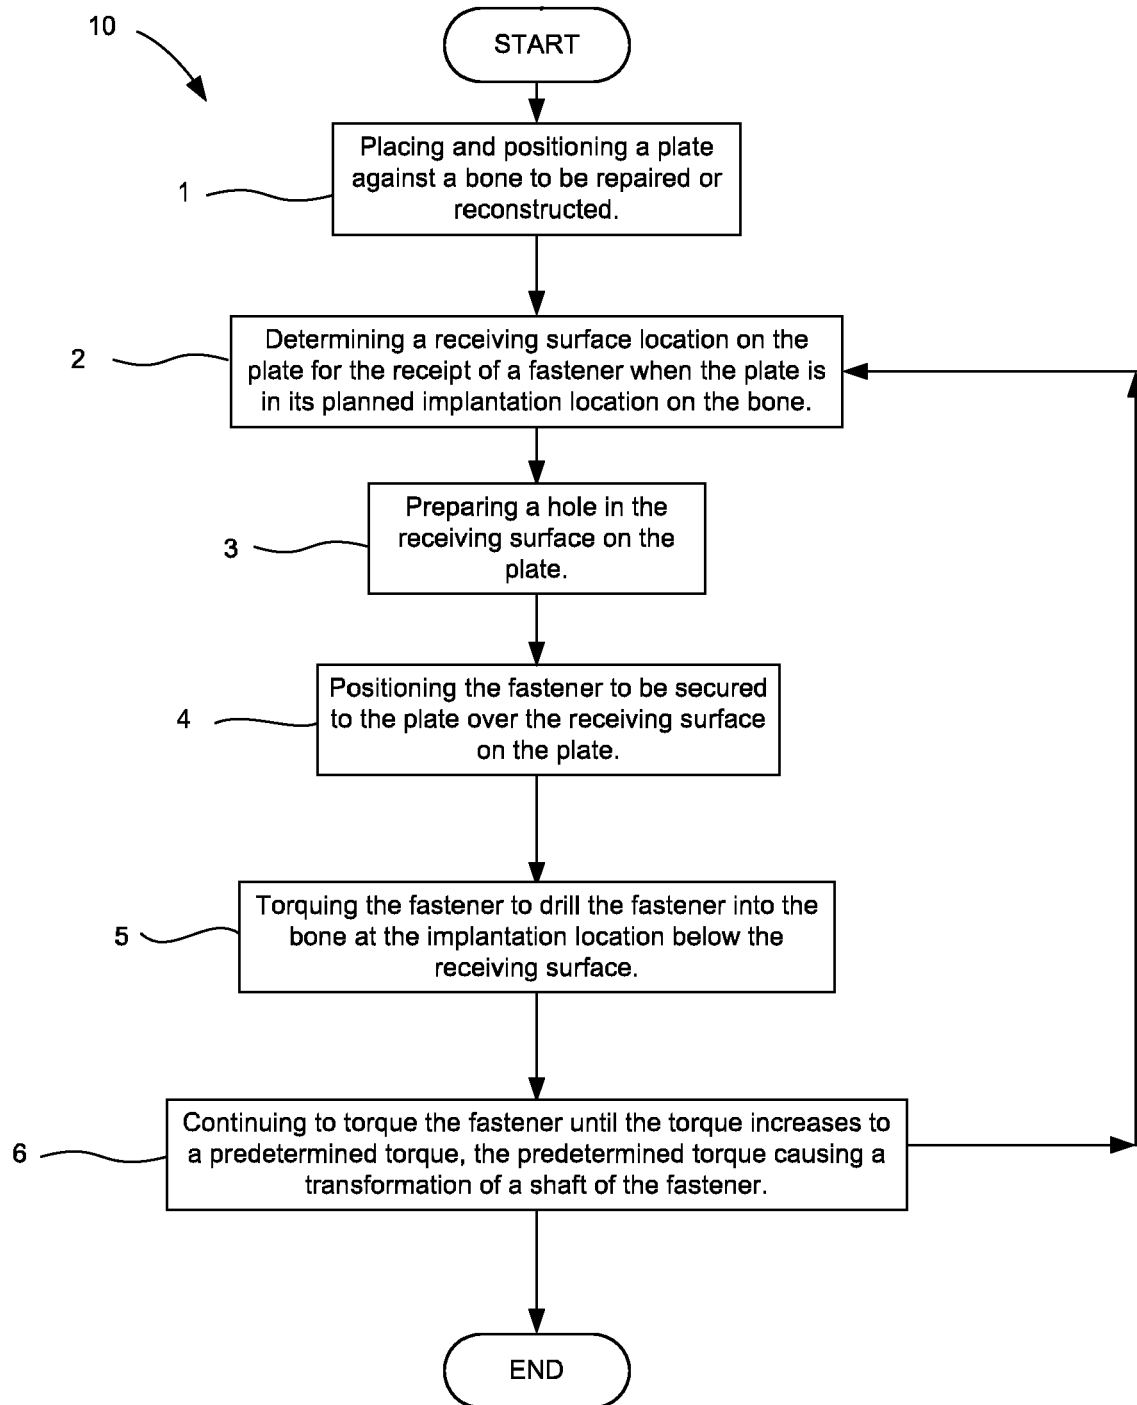 10
START
Placing and positioning a plate
against a bone to be repaired or
reconstructed.
1
Determining a receiving surface location on the
plate for the receipt of a fastener when the plate is
in its planned implantation location on the bone.
2
Preparing a hole in the
receiving surface on the
plate.
3
Positioning the fastener to be secured
to the plate over the receiving surface
on the plate.
4
Torquing the fastener to drill the fastener into the
bone at the implantation location below the
receiving surface.
5
Continuing to torque the fastener until the torque increases to
a predetermined torque, the predetermined torque causing a
transformation of a shaft of the fastener.
6
END